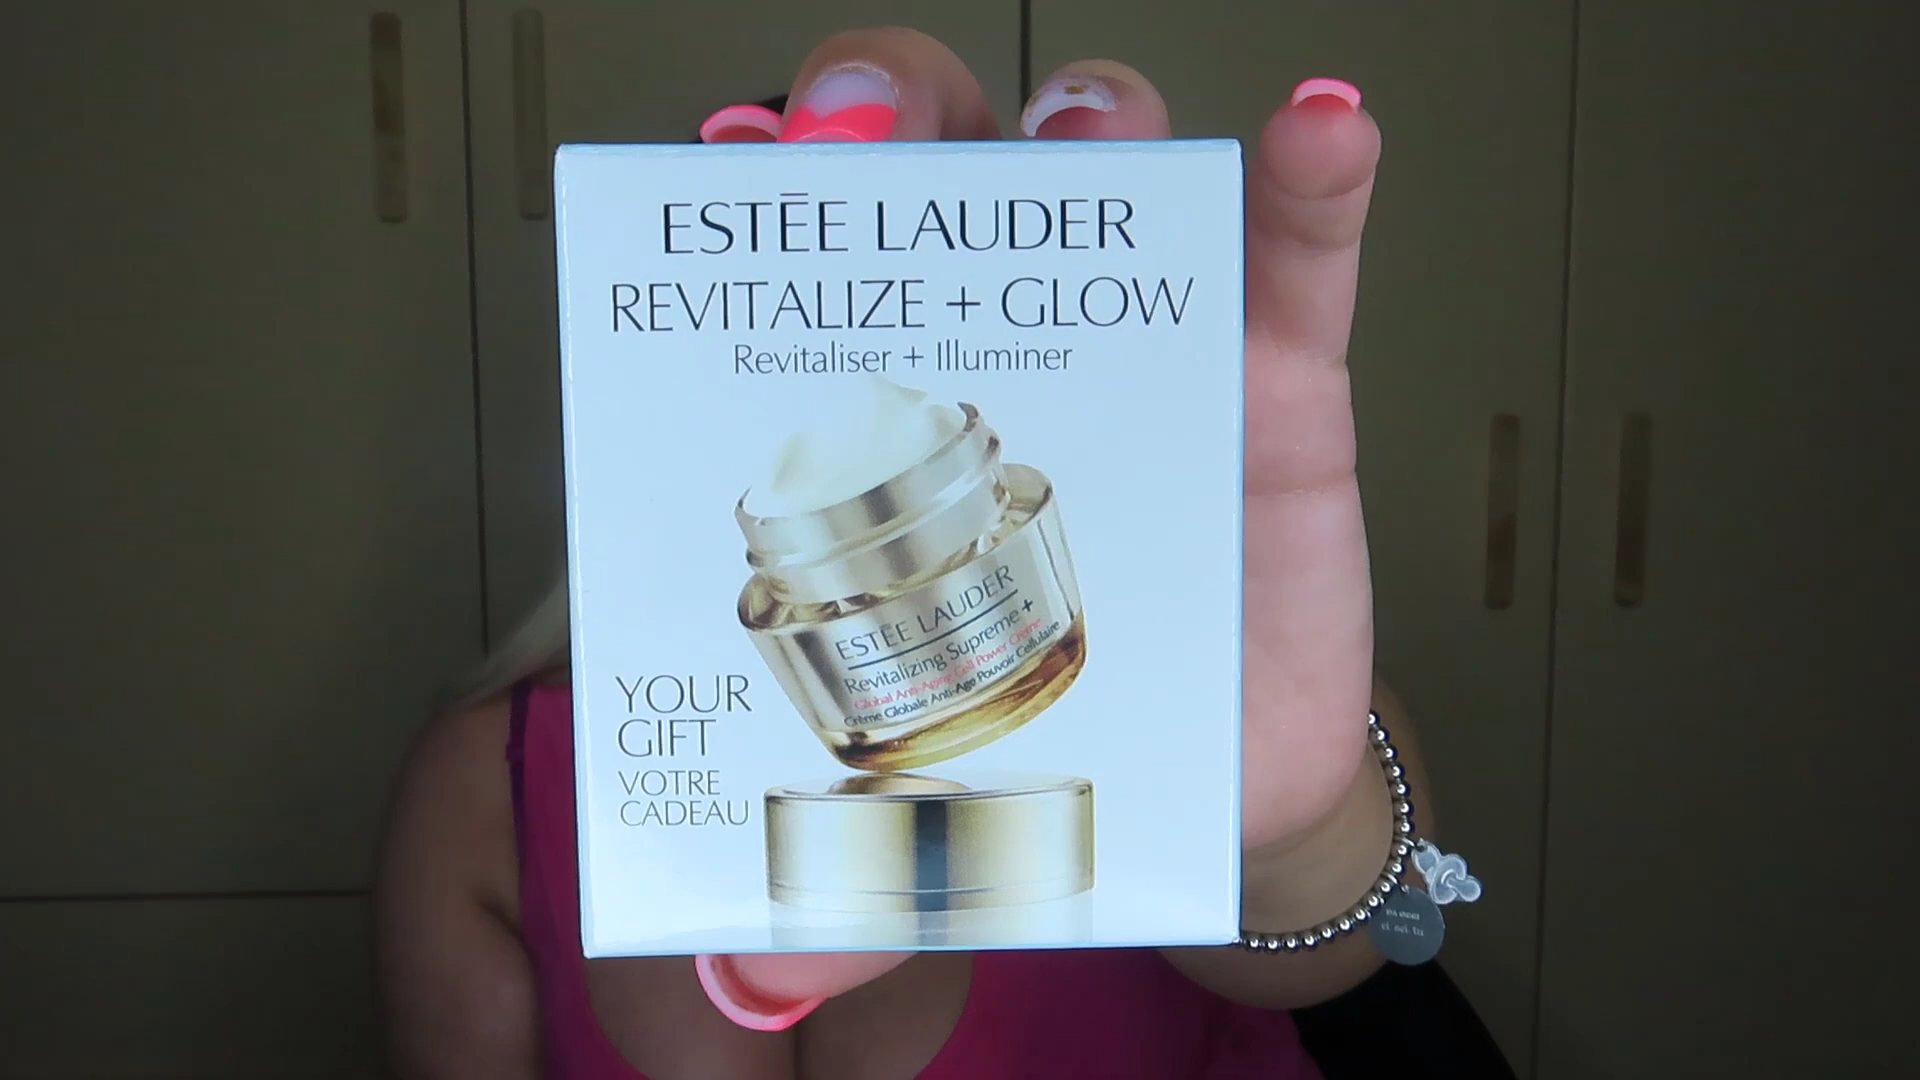 ESTĒE LAUDER
REVITALIZE + GLOW
Revitaliser + Illuminer
ESTĒE LAUDER
Revitalizing Supreme +
Global Anti-Aging Cell Power Creme
Crème Globale Anti-Age Pouvoir Cellulaire
YOUR
GIFT
VOTRE
CADEAU